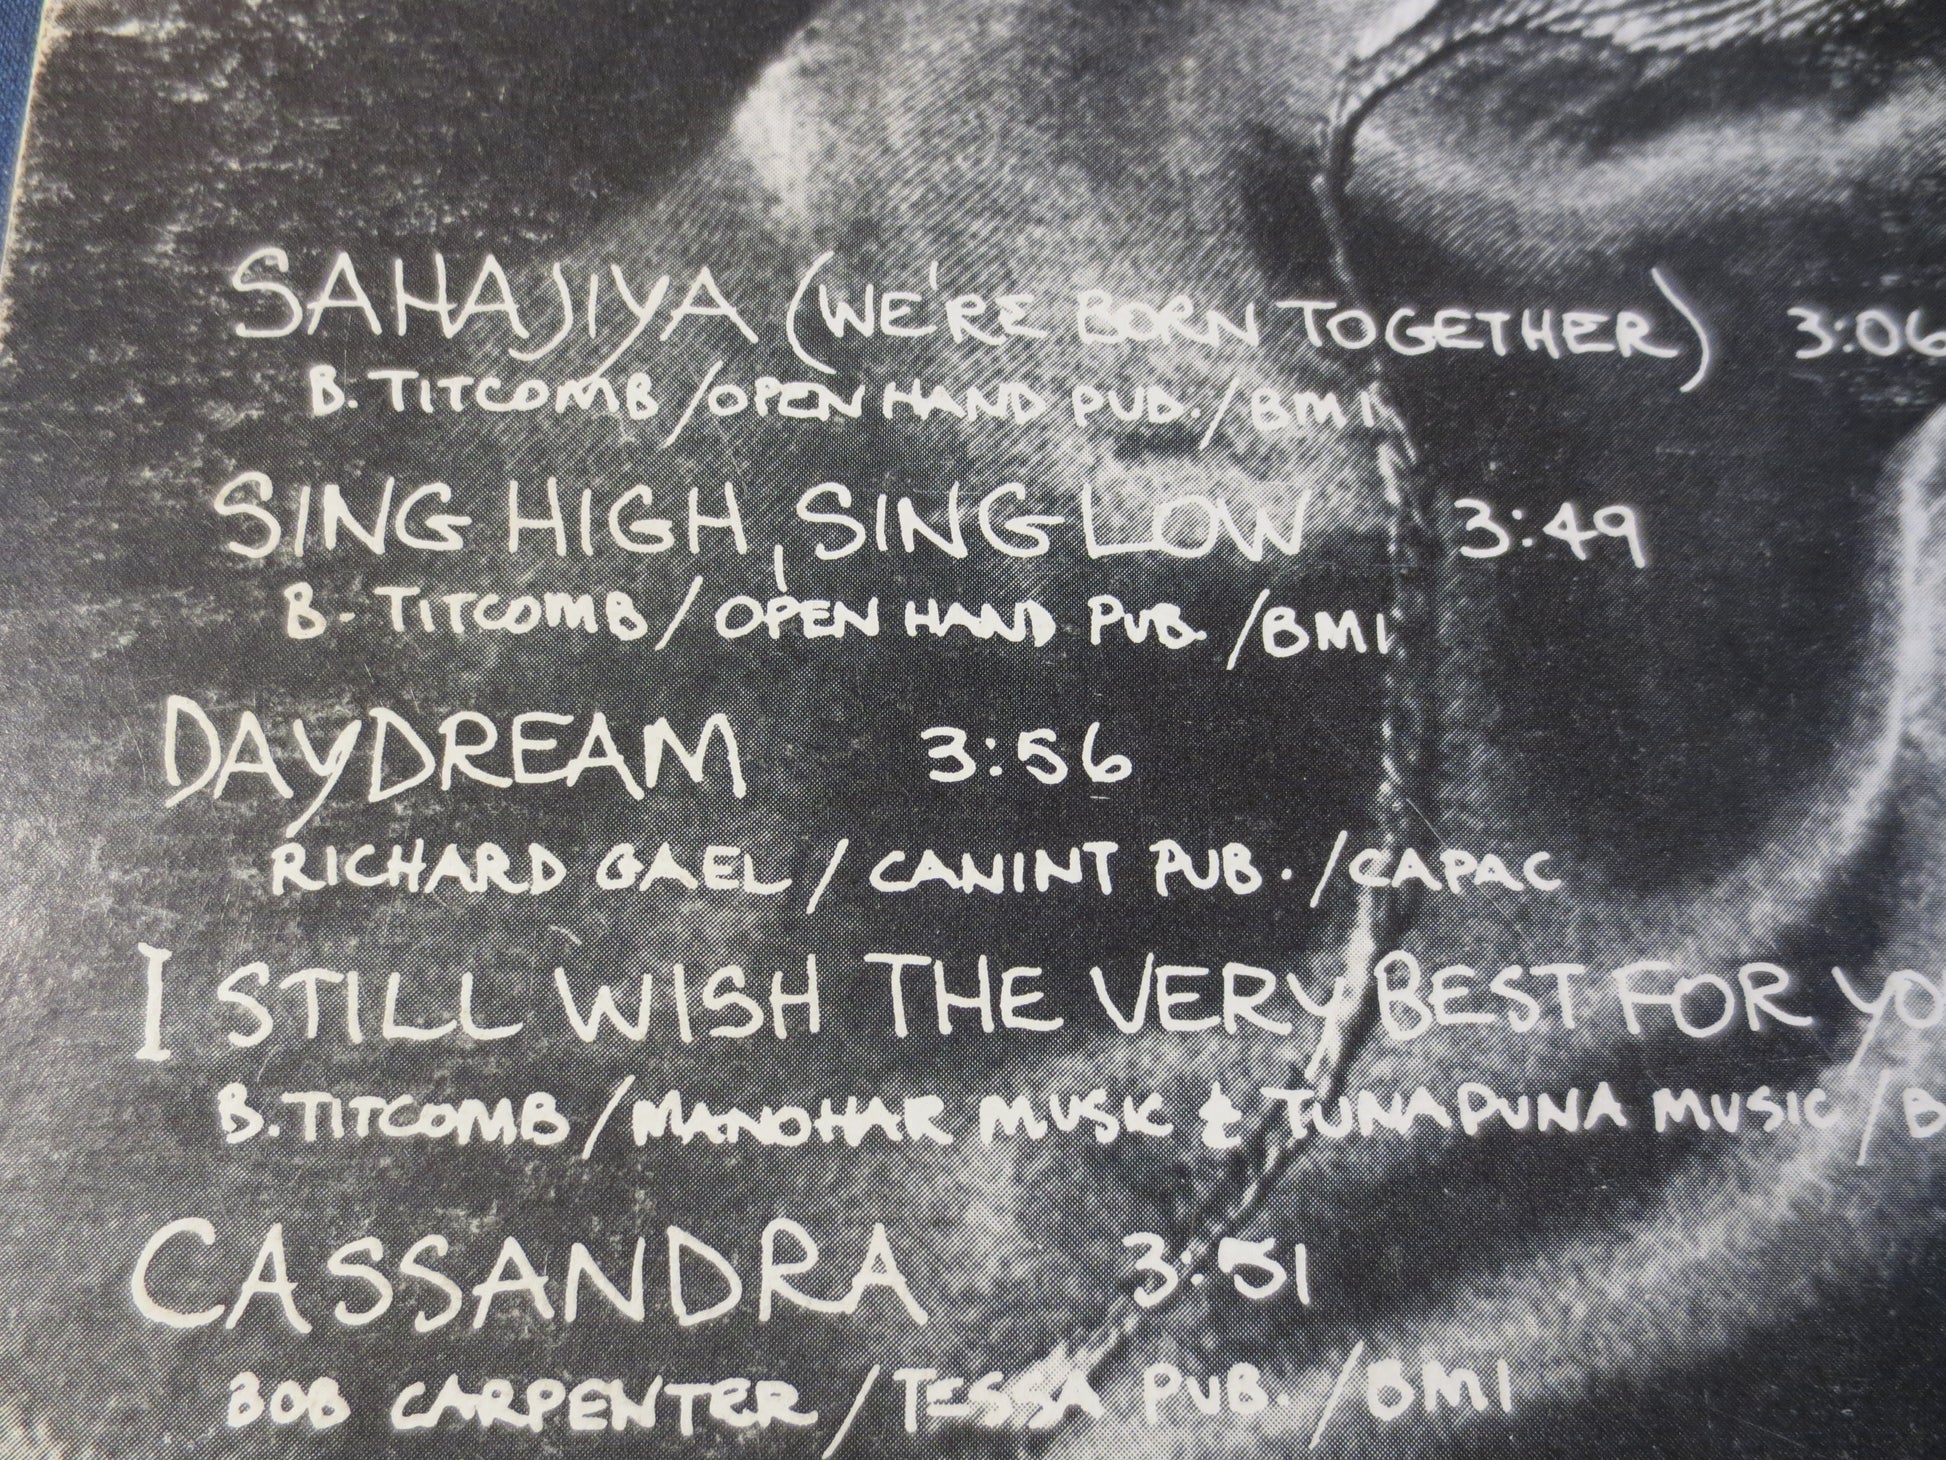 SAHAJIYA (WE'RE BORN TOGETHER) 3:06
B. TITCOMB / OPEN HAND PUB. / BMI
SING HIGH, SING LOW 3:49
B. TITCOMB / OPEN HAND PUB. / BMI
DAYDREAM 3:56
RICHARD GAEL / CANINT PUB. / CAPAC
I STILL WISH THE VERY BEST FOR YO
B. TITCOMB / MANOHAR MUSIC & TUNAPUNA MUSIC / B
CASSANDRA 3:51
BOB CARPENTER / TESSA PUB. / BMI